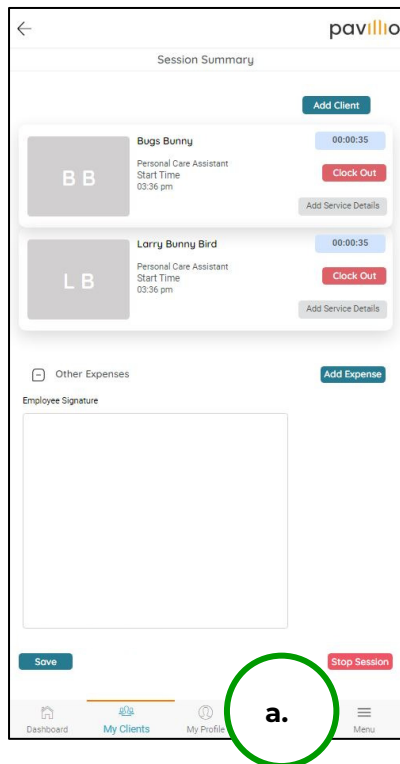 pavillio
Session Summary
Add Client
B B
Bugs Bunny
Personal Care Assistant
Start Time
03:36 pm
00:00:35
Clock Out
Add Service Details
L B
Larry Bunny Bird
Personal Care Assistant
Start Time
03:36 pm
00:00:35
Clock Out
Add Service Details
Other Expenses
Add Expense
Employee Signature
Save
Stop Session
Dashboard
My Clients
My Profile
a.
Menu